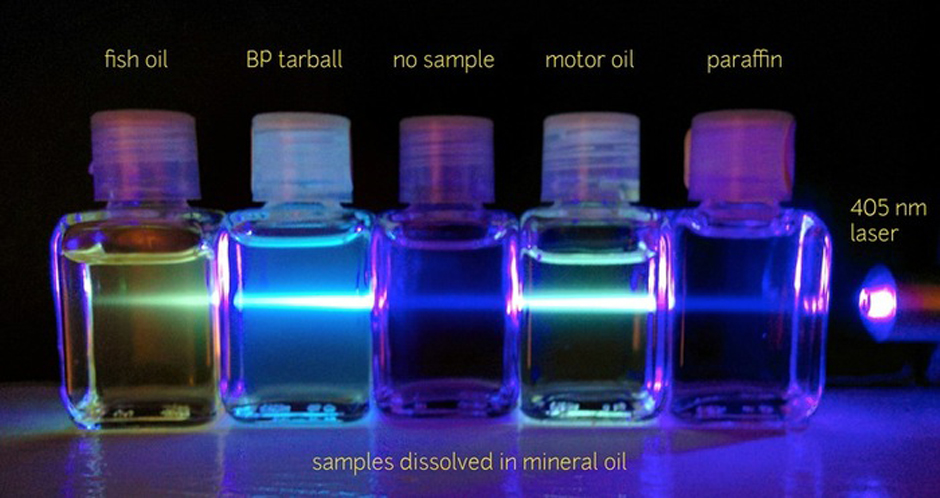 fish oil
BP tarball
no sample
motor oil
paraffin
405 nm
laser
samples dissolved in mineral oil